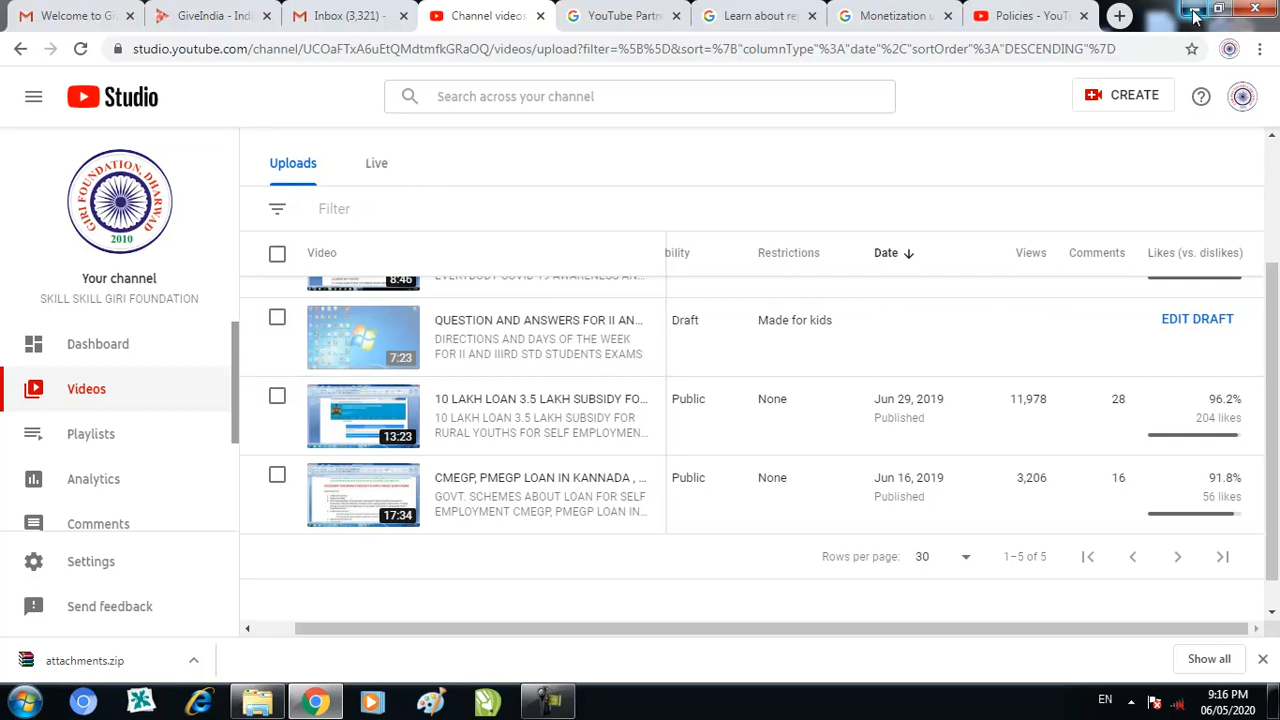 Welcome to Gi
GiveIndia - Ind
Inbox (3,321) -
Channel videos
YouTube Partn
Learn about re
Monetization u
Policies - YouT
studio.youtube.com/channel/UCOaFTxA6uEtQMdtmfkGRaOQ/videos/upload?filter=%5B%5D&sort=%7B"columnType"%3A"date"%2C"sortOrder"%3A"DESCENDING"%7D
Studio
Search across your channel
CREATE
GIRI FOUNDATION, DHARWAD
2010
Your channel
SKILL SKILL GIRI FOUNDATION
Dashboard
Videos
Playlists
Analytics
Comments
Settings
Send feedback
Uploads Live
Filter
Video bility Restrictions Date Views Comments Likes (vs. dislikes)
8:46
EVERYBODY COVID 19 AWARENESS AN...
QUESTION AND ANSWERS FOR II AN... Draft Made for kids EDIT DRAFT
DIRECTIONS AND DAYS OF THE WEEK
FOR II AND IIIRD STD STUDENTS EXAMS
7:23
10 LAKH LOAN 3.5 LAKH SUBSIDY FO... Public None Jun 29, 2019 11,978 28 96.2%
10 LAKH LOAN 3.5 LAKH SUBSIDY FOR Published 204 likes
RURAL YOUTHS FOR SELF EMPLOYMEN...
13:23
CMEGP, PMEGP LOAN IN KANNADA , ... Public None Jun 16, 2019 3,206 16 91.8%
GOVT. SCHEMES ABOUT LOAN FOR SELF Published 56 likes
EMPLOYMENT CMEGP, PMEGP LOAN IN...
17:34
Rows per page: 30 1–5 of 5
attachments.zip
Show all
EN
9:16 PM
06/05/2020